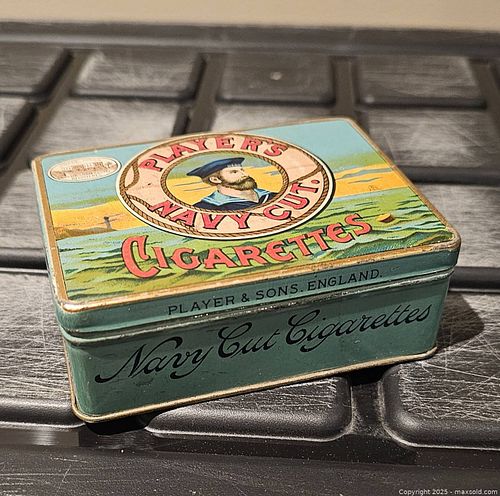 PLAYER'S
NAVY CUT.
CIGARETTES
PLAYER & SONS. ENGLAND.
Navy Cut Cigarettes
Copyright 2025 - maxsold.com